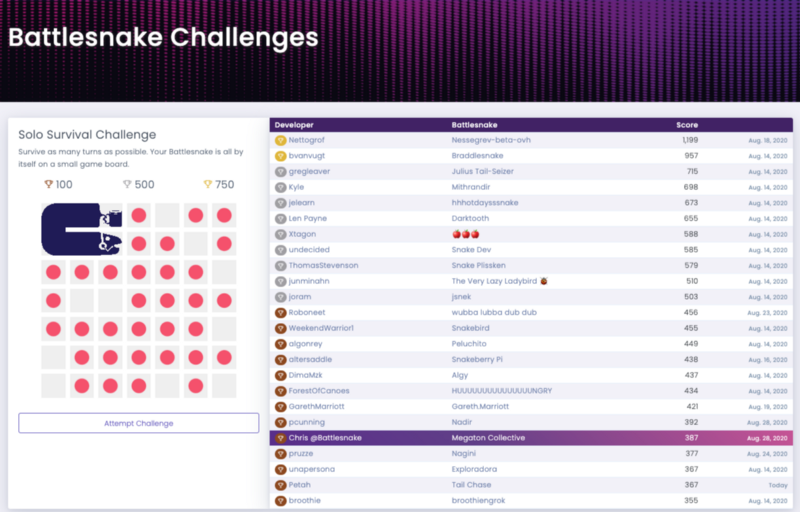 Battlesnake Challenges
Solo Survival Challenge
Survive as many turns as possible. Your Battlesnake is all by
itself on a small game board.
100 500 750
Attempt Challenge
Developer Battlesnake Score
Nettogrof Nessegrev-beta-ovh 1,199 Aug. 18, 2020
bvanvugt Braddlesnake 957 Aug. 14, 2020
gregleaver Julius Tail-Seizer 715 Aug. 14, 2020
Kyle Mithrandir 698 Aug. 14, 2020
jelearn hhhotdaysssnake 673 Aug. 14, 2020
Len Payne Darktooth 655 Aug. 14, 2020
Xtagon 🍎🍎🍎 588 Aug. 14, 2020
undecided Snake Dev 585 Aug. 14, 2020
ThomasStevenson Snake Plissken 579 Aug. 14, 2020
junminahn The Very Lazy Ladybird 🐞 510 Aug. 14, 2020
joram jsnek 503 Aug. 14, 2020
Roboneet wubba lubba dub dub 456 Aug. 23, 2020
WeekendWarrior1 Snakebird 455 Aug. 14, 2020
algonrey Peluchito 449 Aug. 14, 2020
altersaddle Snakeberry Pi 438 Aug. 16, 2020
DimaMzk Algy 437 Aug. 14, 2020
ForestOfCanoes HUUUUUUUUUUUUUUNGRY 434 Aug. 14, 2020
GarethMarriott Gareth.Marriott 421 Aug. 19, 2020
pcunning Nadir 392 Aug. 28, 2020
Chris @Battlesnake Megaton Collective 387 Aug. 28, 2020
pruzze Nagini 377 Aug. 24, 2020
unapersona Exploradora 367 Aug. 14, 2020
Petah Tail Chase 367 Today
broothie broothiengrok 355 Aug. 14, 2020